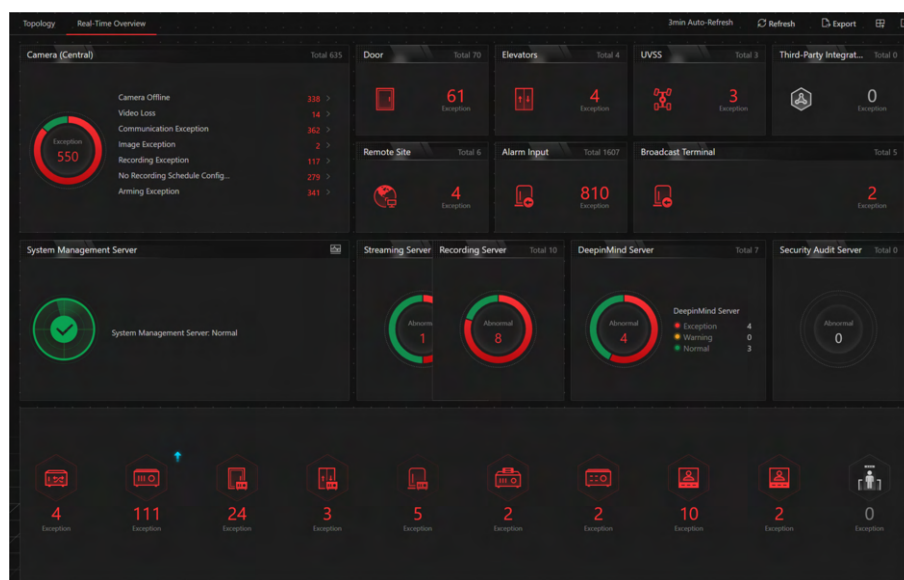 Topology Real-Time Overview 3min Auto-Refresh Refresh Export
Camera (Central) Total 635
Exception
550
Camera Offline 338 >
Video Loss 14 >
Communication Exception 362 >
Image Exception 2 >
Recording Exception 117 >
No Recording Schedule Config... 279 >
Arming Exception 341 >
Door Total 70
61
Exception
Elevators Total 4
4
Exception
UVSS Total 3
3
Exception
Third-Party Integrat... Total 0
0
Exception
Remote Site Total 6
4
Exception
Alarm Input Total 1607
810
Exception
Broadcast Terminal Total 5
2
Exception
System Management Server
System Management Server: Normal
Streaming Server
Abnorm
1
Recording Server Total 10
Abnormal
8
DeepinMind Server Total 7
Abnormal
4
DeepinMind Server
Exception 4
Warning 0
Normal 3
Security Audit Server Total 0
Abnormal
0
4 111 24 3 5 2 2 10 2 0
Exception Exception Exception Exception Exception Exception Exception Exception Exception Exception